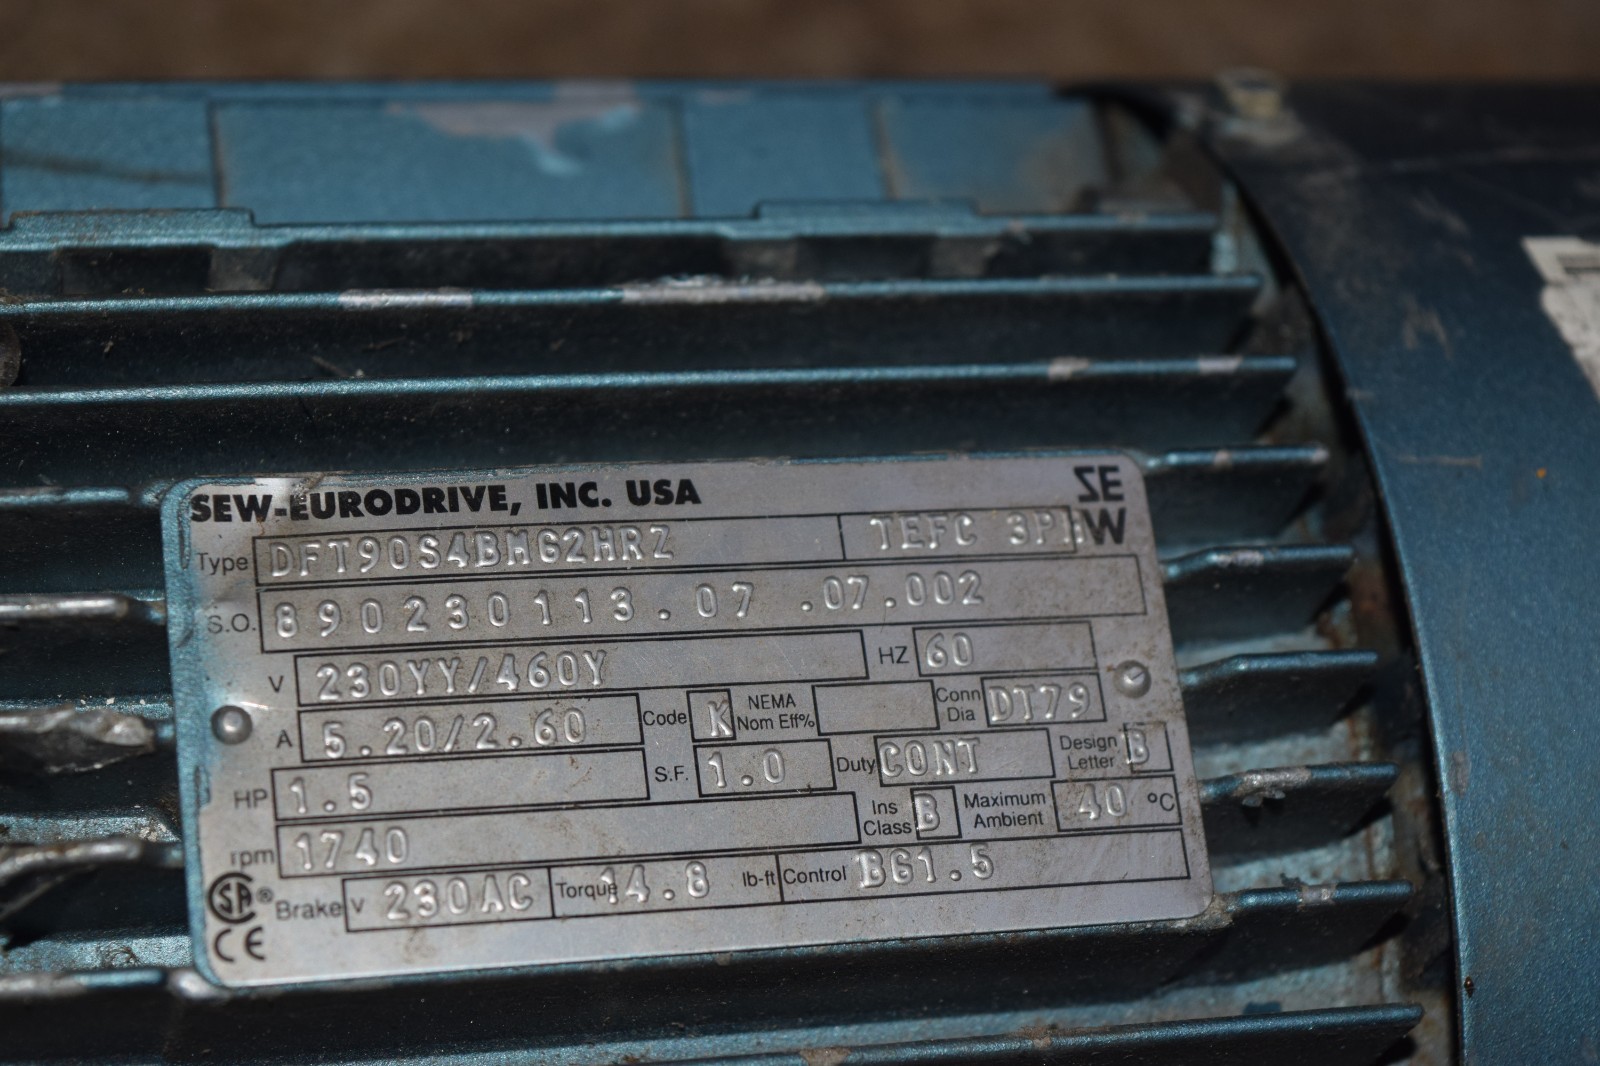 SEW-EURODRIVE, INC. USA SEW
Type DFT90S4BMG2HRZ TEFC 3PH
S.O. 890230113.07 .07.002
V 230YY/460Y HZ 60
A 5.20/2.60 Code K NEMA Nom Eff% Conn Dia DT79
HP 1.5 S.F. 1.0 Duty CONT Design Letter B
rpm 1740 Ins Class B Maximum Ambient 40 °C
SA ® Brake V 230AC Torque 14.8 lb-ft Control BG1.5
CE